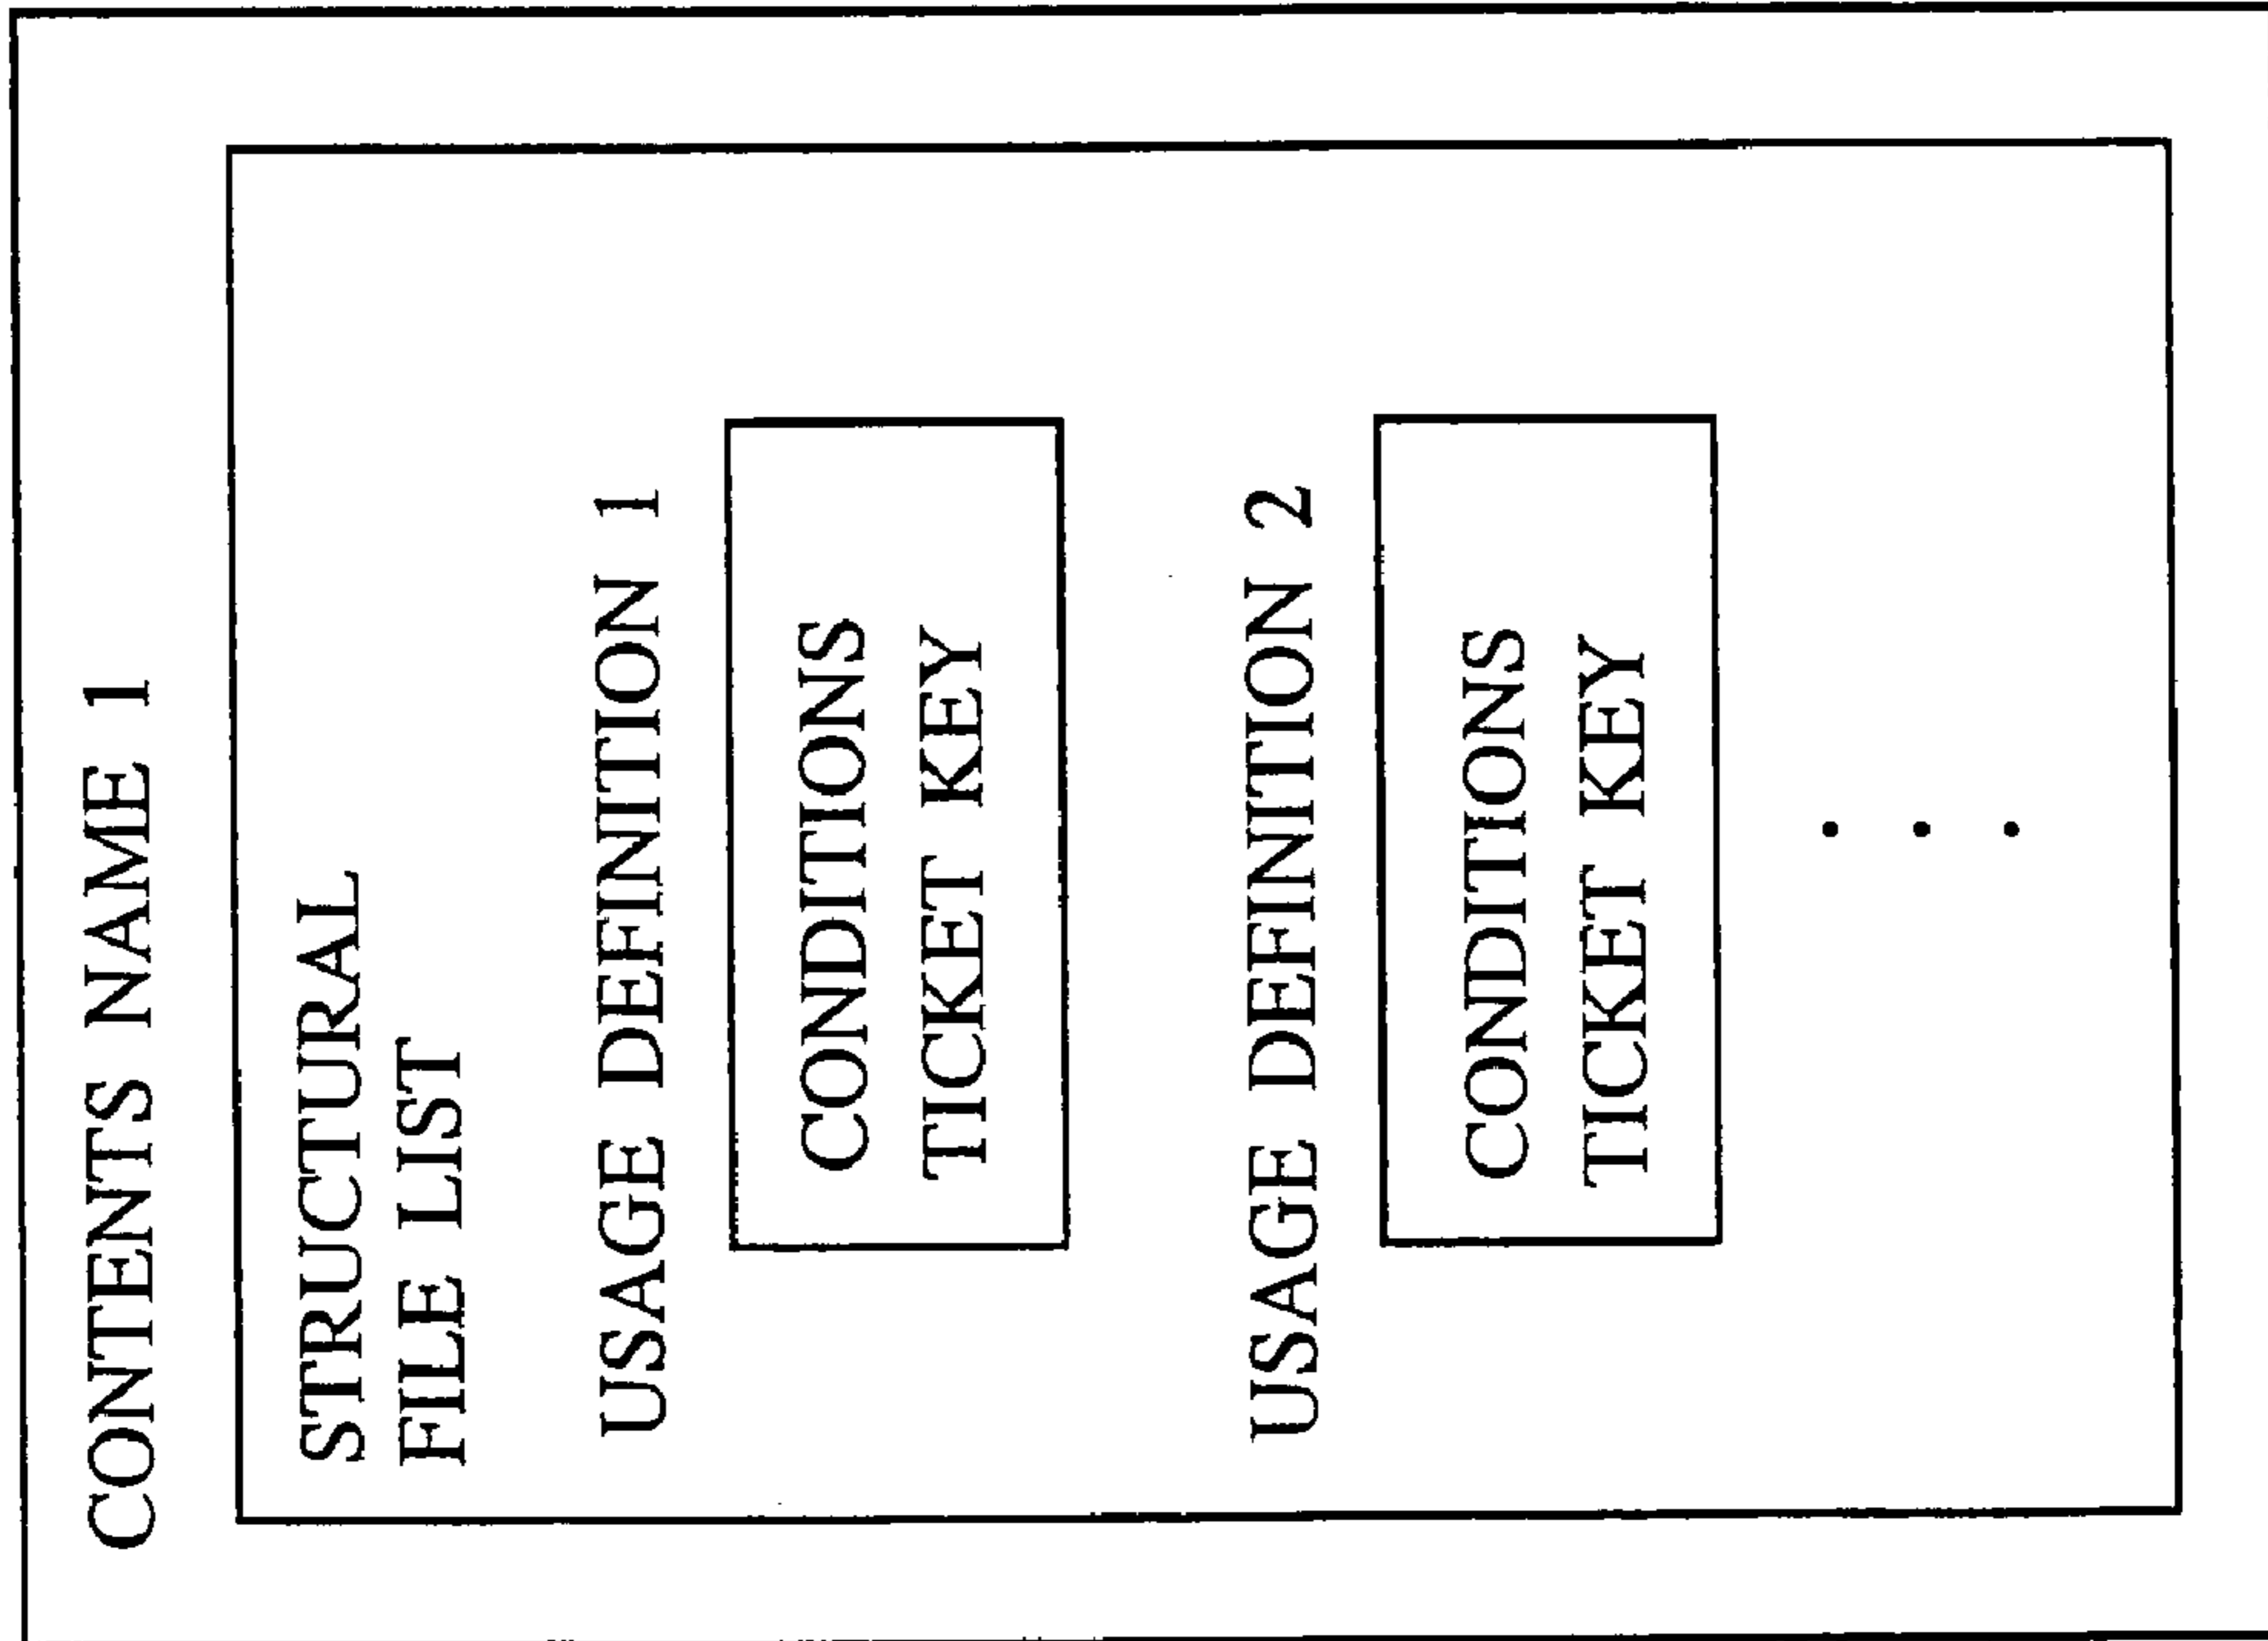 CONTENTS NAME 1
STRUCTURAL
FILE LIST
USAGE DEFINITION 1
CONDITIONS
TICKET KEY
USAGE DEFINITION 2
CONDITIONS
TICKET KEY
. . .